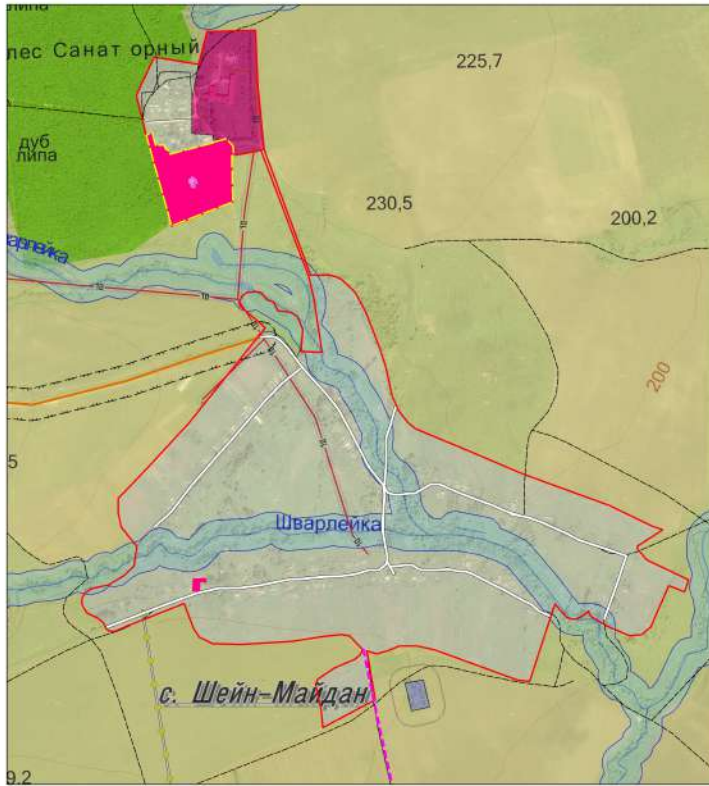 липа
лес Санат орный
225,7
дуб
липа
230,5
200,2
варлейка
200
5
Шварлейка
с. Шейн-Майдан
9,2